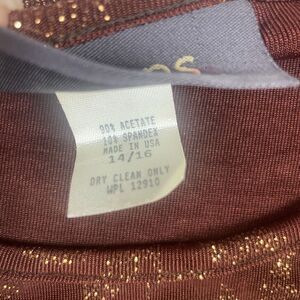 90% ACETATE
10% SPANDEX
MADE IN USA
14/16
DRY CLEAN ONLY
WPL 12910